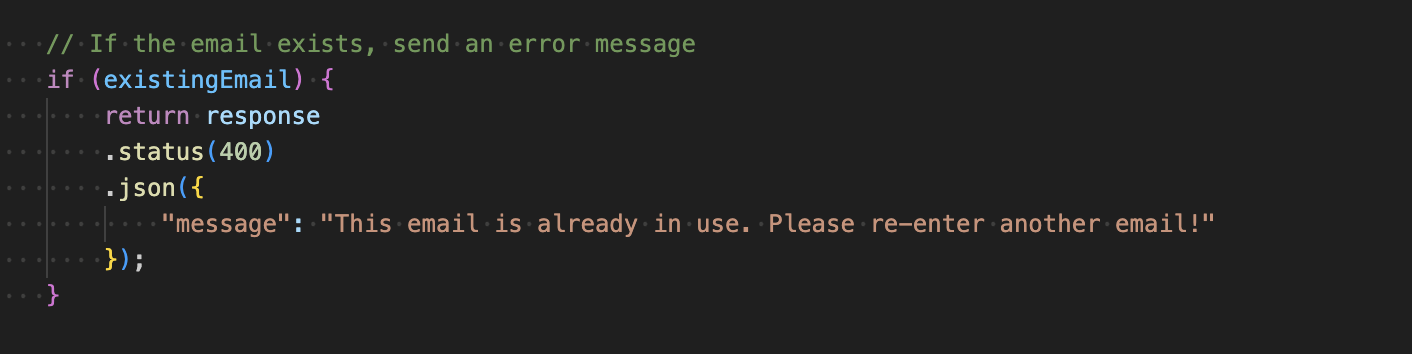 // If the email exists, send an error message
if (existingEmail) {
return response
.status(400)
.json({
"message": "This email is already in use. Please re-enter another email!"
});
}